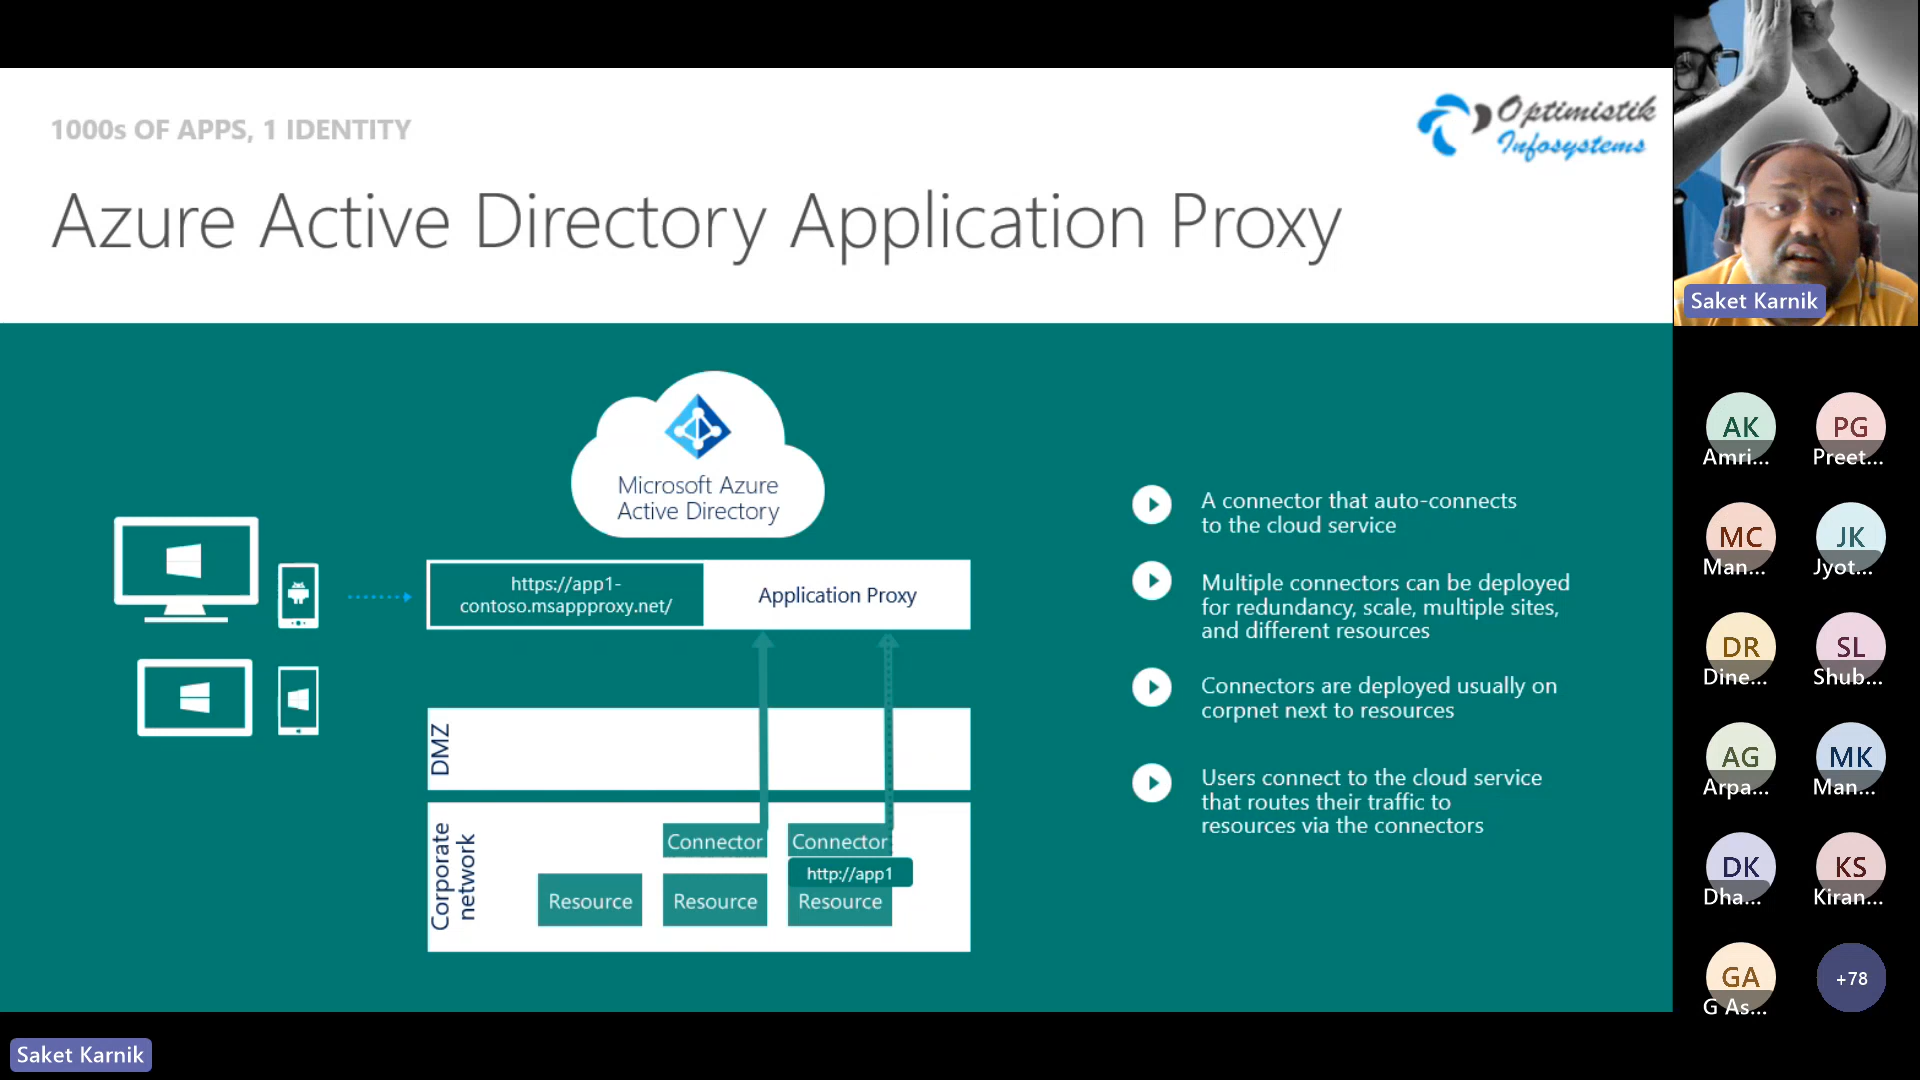 1000s OF APPS, 1 IDENTITY
Azure Active Directory Application Proxy
Optimistik
Infosystems
Microsoft Azure
Active Directory
https://app1-
contoso.msappproxy.net/
Application Proxy
DMZ
Corporate
network
Connector
Connector
http://app1
Resource
Resource
Resource
A connector that auto-connects
to the cloud service
Multiple connectors can be deployed
for redundancy, scale, multiple sites,
and different resources
Connectors are deployed usually on
corpnet next to resources
Users connect to the cloud service
that routes their traffic to
resources via the connectors
Saket Karnik
AK
Amri...
PG
Preet...
MC
Man...
JK
Jyot...
DR
Dine...
SL
Shub...
AG
Arpa...
MK
Man...
DK
Dha...
KS
Kiran...
GA
G As...
+78
Saket Karnik